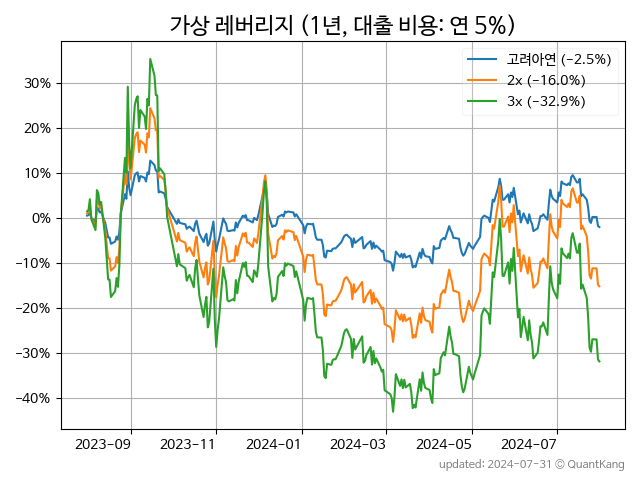 가상 레버리지 (1년, 대출 비용: 연 5%)
고려아연 (-2.5%)
2x (-16.0%)
3x (-32.9%)
30%
20%
10%
0%
−10%
−20%
−30%
−40%
2023-09
2023-11
2024-01
2024-03
2024-05
2024-07
updated: 2024-07-31 © QuantKang